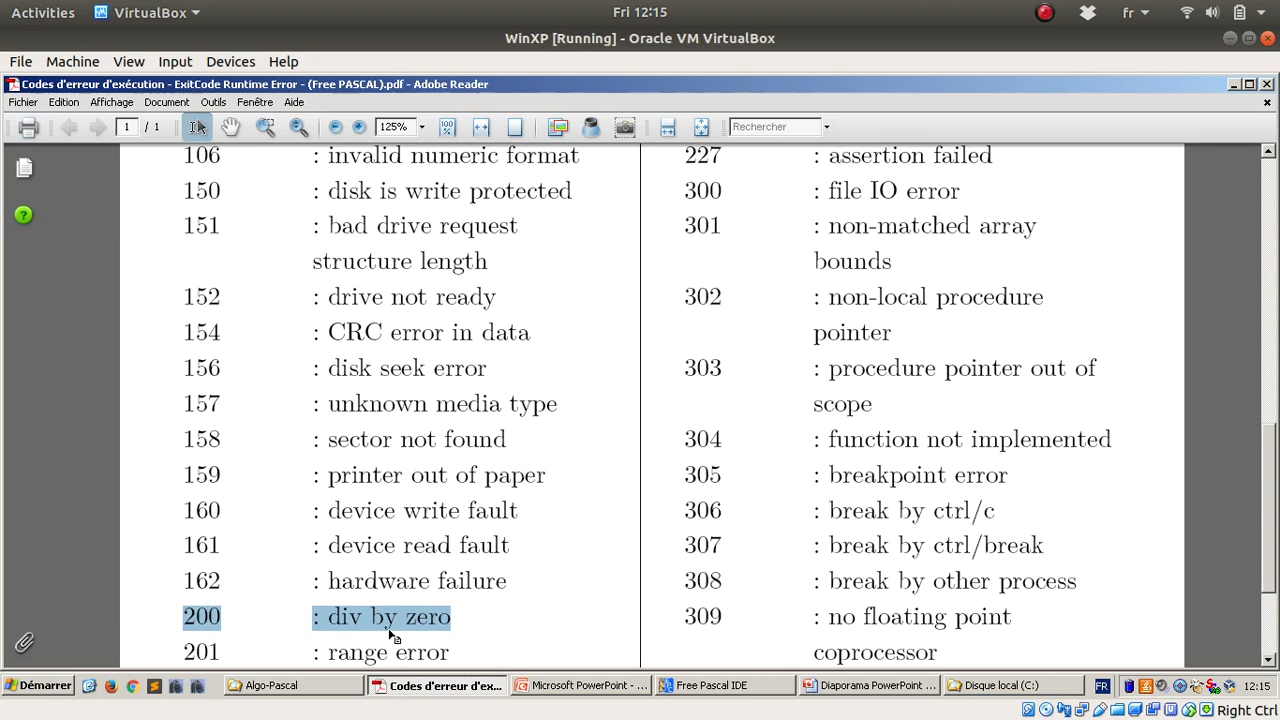 Activities VirtualBox Fri 12:15 fr
WinXP [Running] - Oracle VM VirtualBox
File Machine View Input Devices Help
Codes d'erreur d'exécution - ExitCode Runtime Error - (Free PASCAL).pdf - Adobe Reader
Fichier Edition Affichage Document Outils Fenêtre Aide
1 / 1 125% Rechercher
106 : invalid numeric format
150 : disk is write protected
151 : bad drive request
structure length
152 : drive not ready
154 : CRC error in data
156 : disk seek error
157 : unknown media type
158 : sector not found
159 : printer out of paper
160 : device write fault
161 : device read fault
162 : hardware failure
200 : div by zero
201 : range error
227 : assertion failed
300 : file IO error
301 : non-matched array
bounds
302 : non-local procedure
pointer
303 : procedure pointer out of
scope
304 : function not implemented
305 : breakpoint error
306 : break by ctrl/c
307 : break by ctrl/break
308 : break by other process
309 : no floating point
coprocessor
Démarrer Algo-Pascal Codes d'erreur d'ex... Microsoft PowerPoint - ... Free Pascal IDE Diaporama PowerPoint ... Disque local (C:) FR 12:15
Right Ctrl